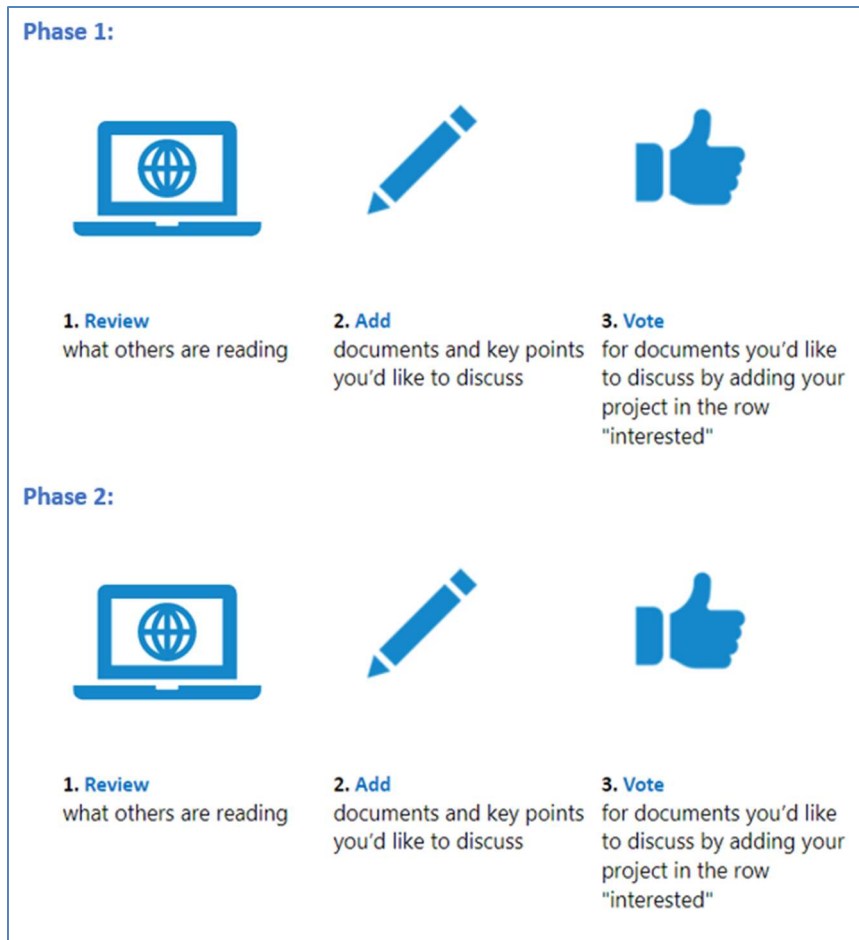 Phase 1:
1. Review
what others are reading
2. Add
documents and key points
you'd like to discuss
3. Vote
for documents you'd like
to discuss by adding your
project in the row
"interested"
Phase 2:
1. Review
what others are reading
2. Add
documents and key points
you'd like to discuss
3. Vote
for documents you'd like
to discuss by adding your
project in the row
"interested"